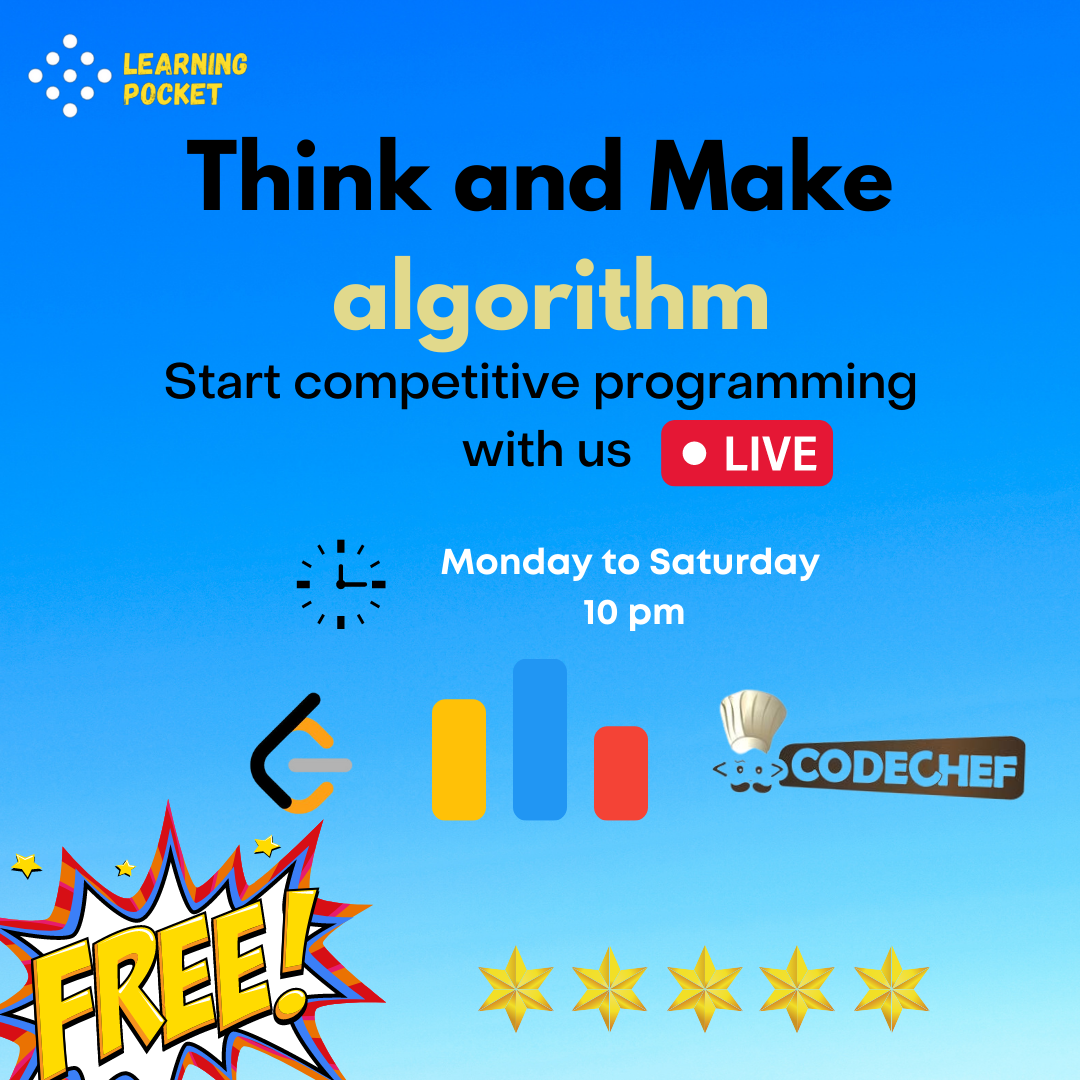 LEARNING
POCKET
Think and Make
algorithm
Start competitive programming
with us
LIVE
Monday to Saturday
10 pm
CODECHEF
FREE!